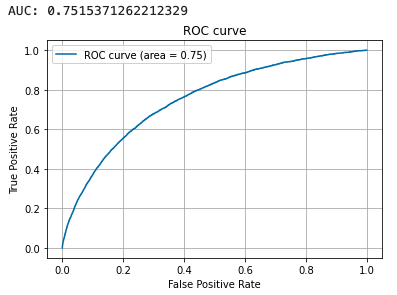 AUC: 0.7515371262212329
ROC curve
ROC curve (area = 0.75)
True Positive Rate
1.0
0.8
0.6
0.4
0.2
0.0
0.0 0.2 0.4 0.6 0.8 1.0
False Positive Rate